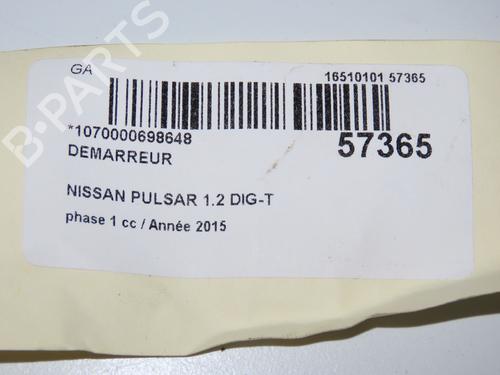 GA
16510101 57365
*1070000698648
57365
DEMARREUR
NISSAN PULSAR 1.2 DIG-T
phase 1 cc / Année 2015
B-PARTS